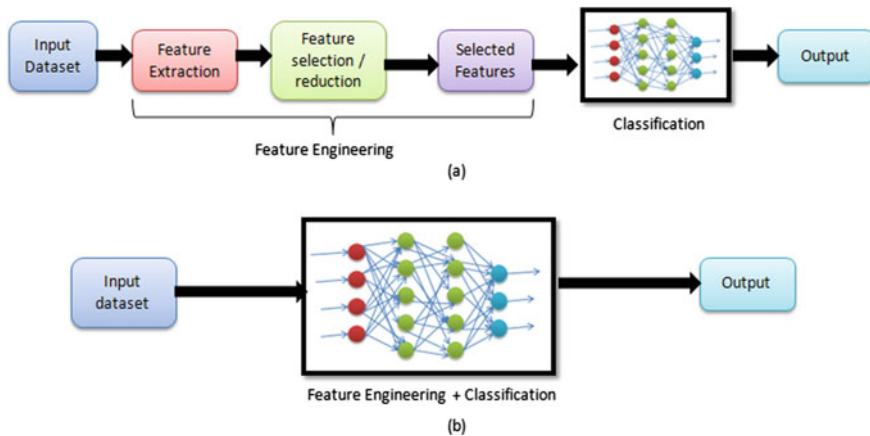 Input
Dataset
Feature
Extraction
Feature
selection /
reduction
Selected
Features
Output
Classification
Feature Engineering
(a)
Input
dataset
Output
Feature Engineering + Classification
(b)